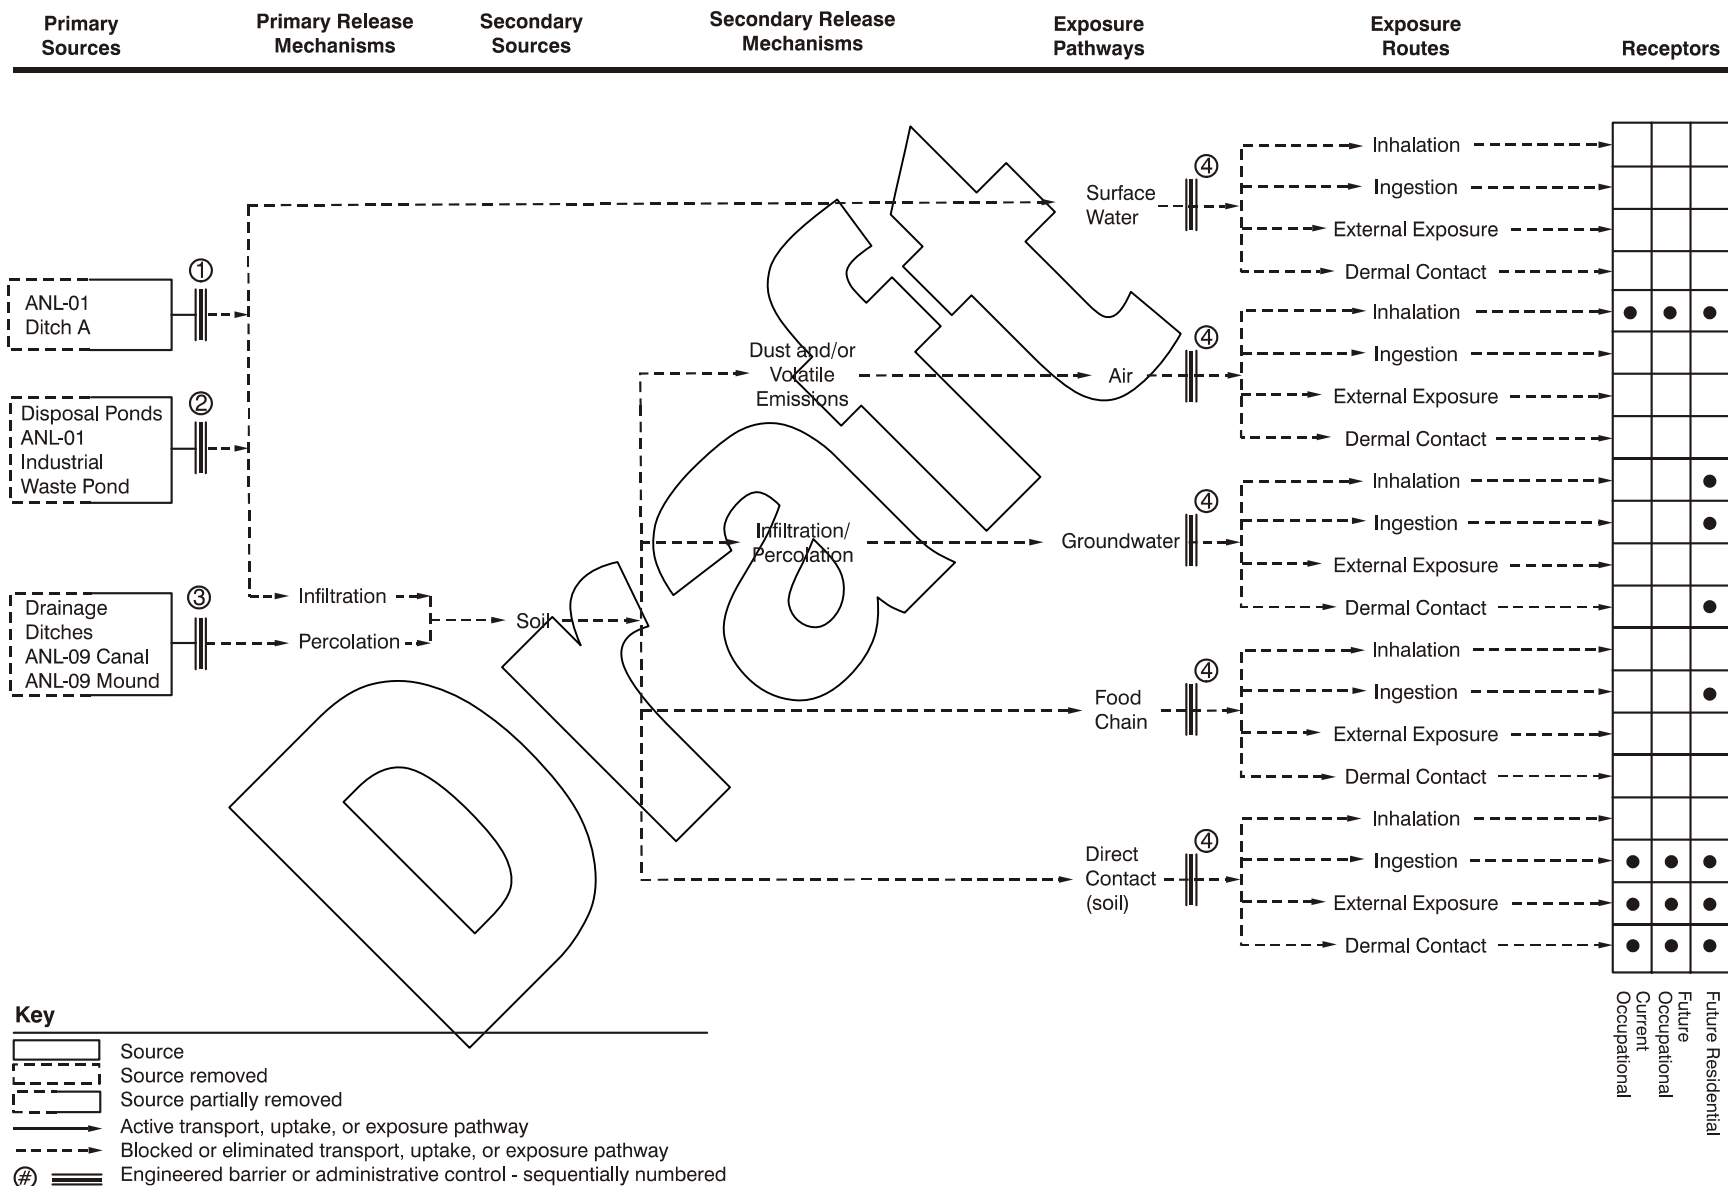 Primary
Sources
Primary Release
Mechanisms
Secondary
Sources
Secondary Release
Mechanisms
Exposure
Pathways
Exposure
Routes
Receptors
ANL-01
Ditch A
1
Disposal Ponds
ANL-01
Industrial
Waste Pond
2
Drainage
Ditches
ANL-09 Canal
ANL-09 Mound
3
Infiltration
Percolation
Soil
Dust and/or
Volatile
Emissions
Infiltration/
Percolation
Draft
Surface
Water
4
Inhalation
Ingestion
External Exposure
Dermal Contact
Air
4
Inhalation
Ingestion
External Exposure
Dermal Contact
Groundwater
4
Inhalation
Ingestion
External Exposure
Dermal Contact
Food
Chain
4
Inhalation
Ingestion
External Exposure
Dermal Contact
Direct
Contact
(soil)
4
Inhalation
Ingestion
External Exposure
Dermal Contact
Current
Occupational
Future
Occupational
Future Residential
Key
Source
Source removed
Source partially removed
Active transport, uptake, or exposure pathway
Blocked or eliminated transport, uptake, or exposure pathway
# Engineered barrier or administrative control - sequentially numbered